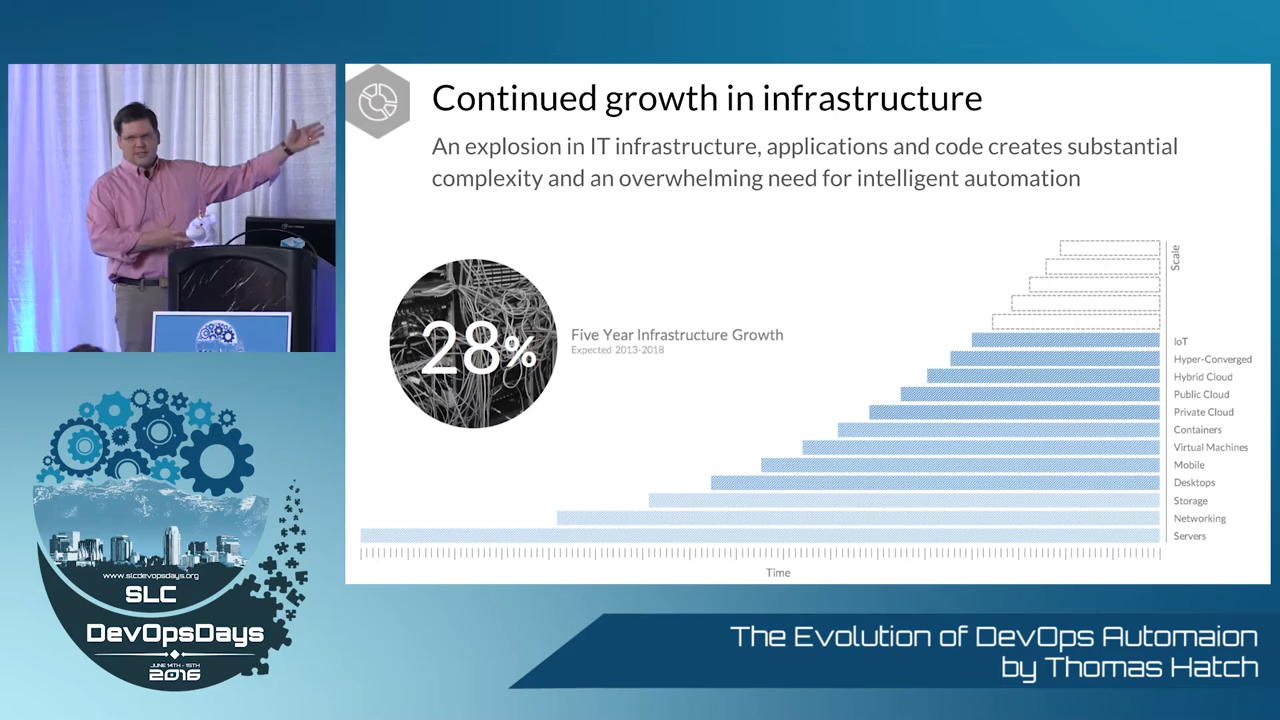 Continued growth in infrastructure
An explosion in IT infrastructure, applications and code creates substantial
complexity and an overwhelming need for intelligent automation
28%
Five Year Infrastructure Growth
Expected 2013-2018
Scale
IoT
Hyper-Converged
Hybrid Cloud
Public Cloud
Private Cloud
Containers
Virtual Machines
Mobile
Desktops
Storage
Networking
Servers
Time
www.slcdevopsdays.org
SLC
DevOpsDays
JUNE 14TH - 15TH
2016
The Evolution of DevOps Automaion
by Thomas Hatch